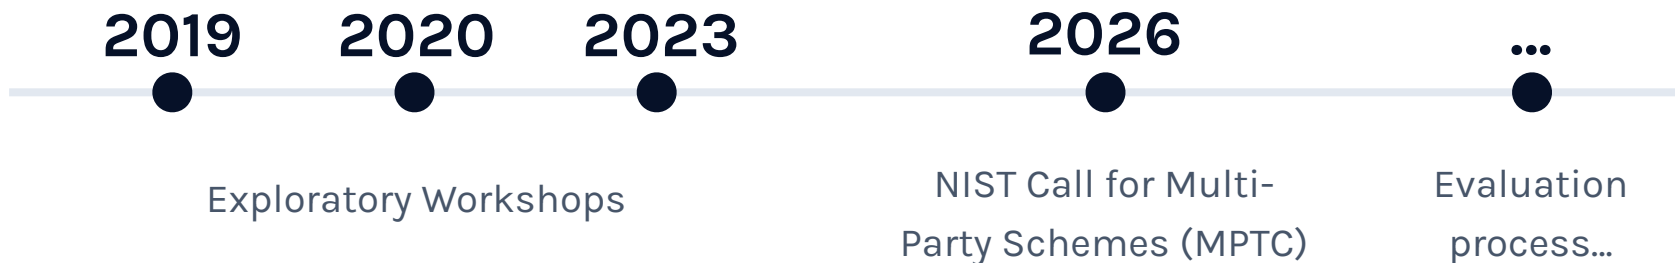 2019 2020 2023 2026 ...
Exploratory Workshops
NIST Call for Multi-
Party Schemes (MPTC)
Evaluation
process...